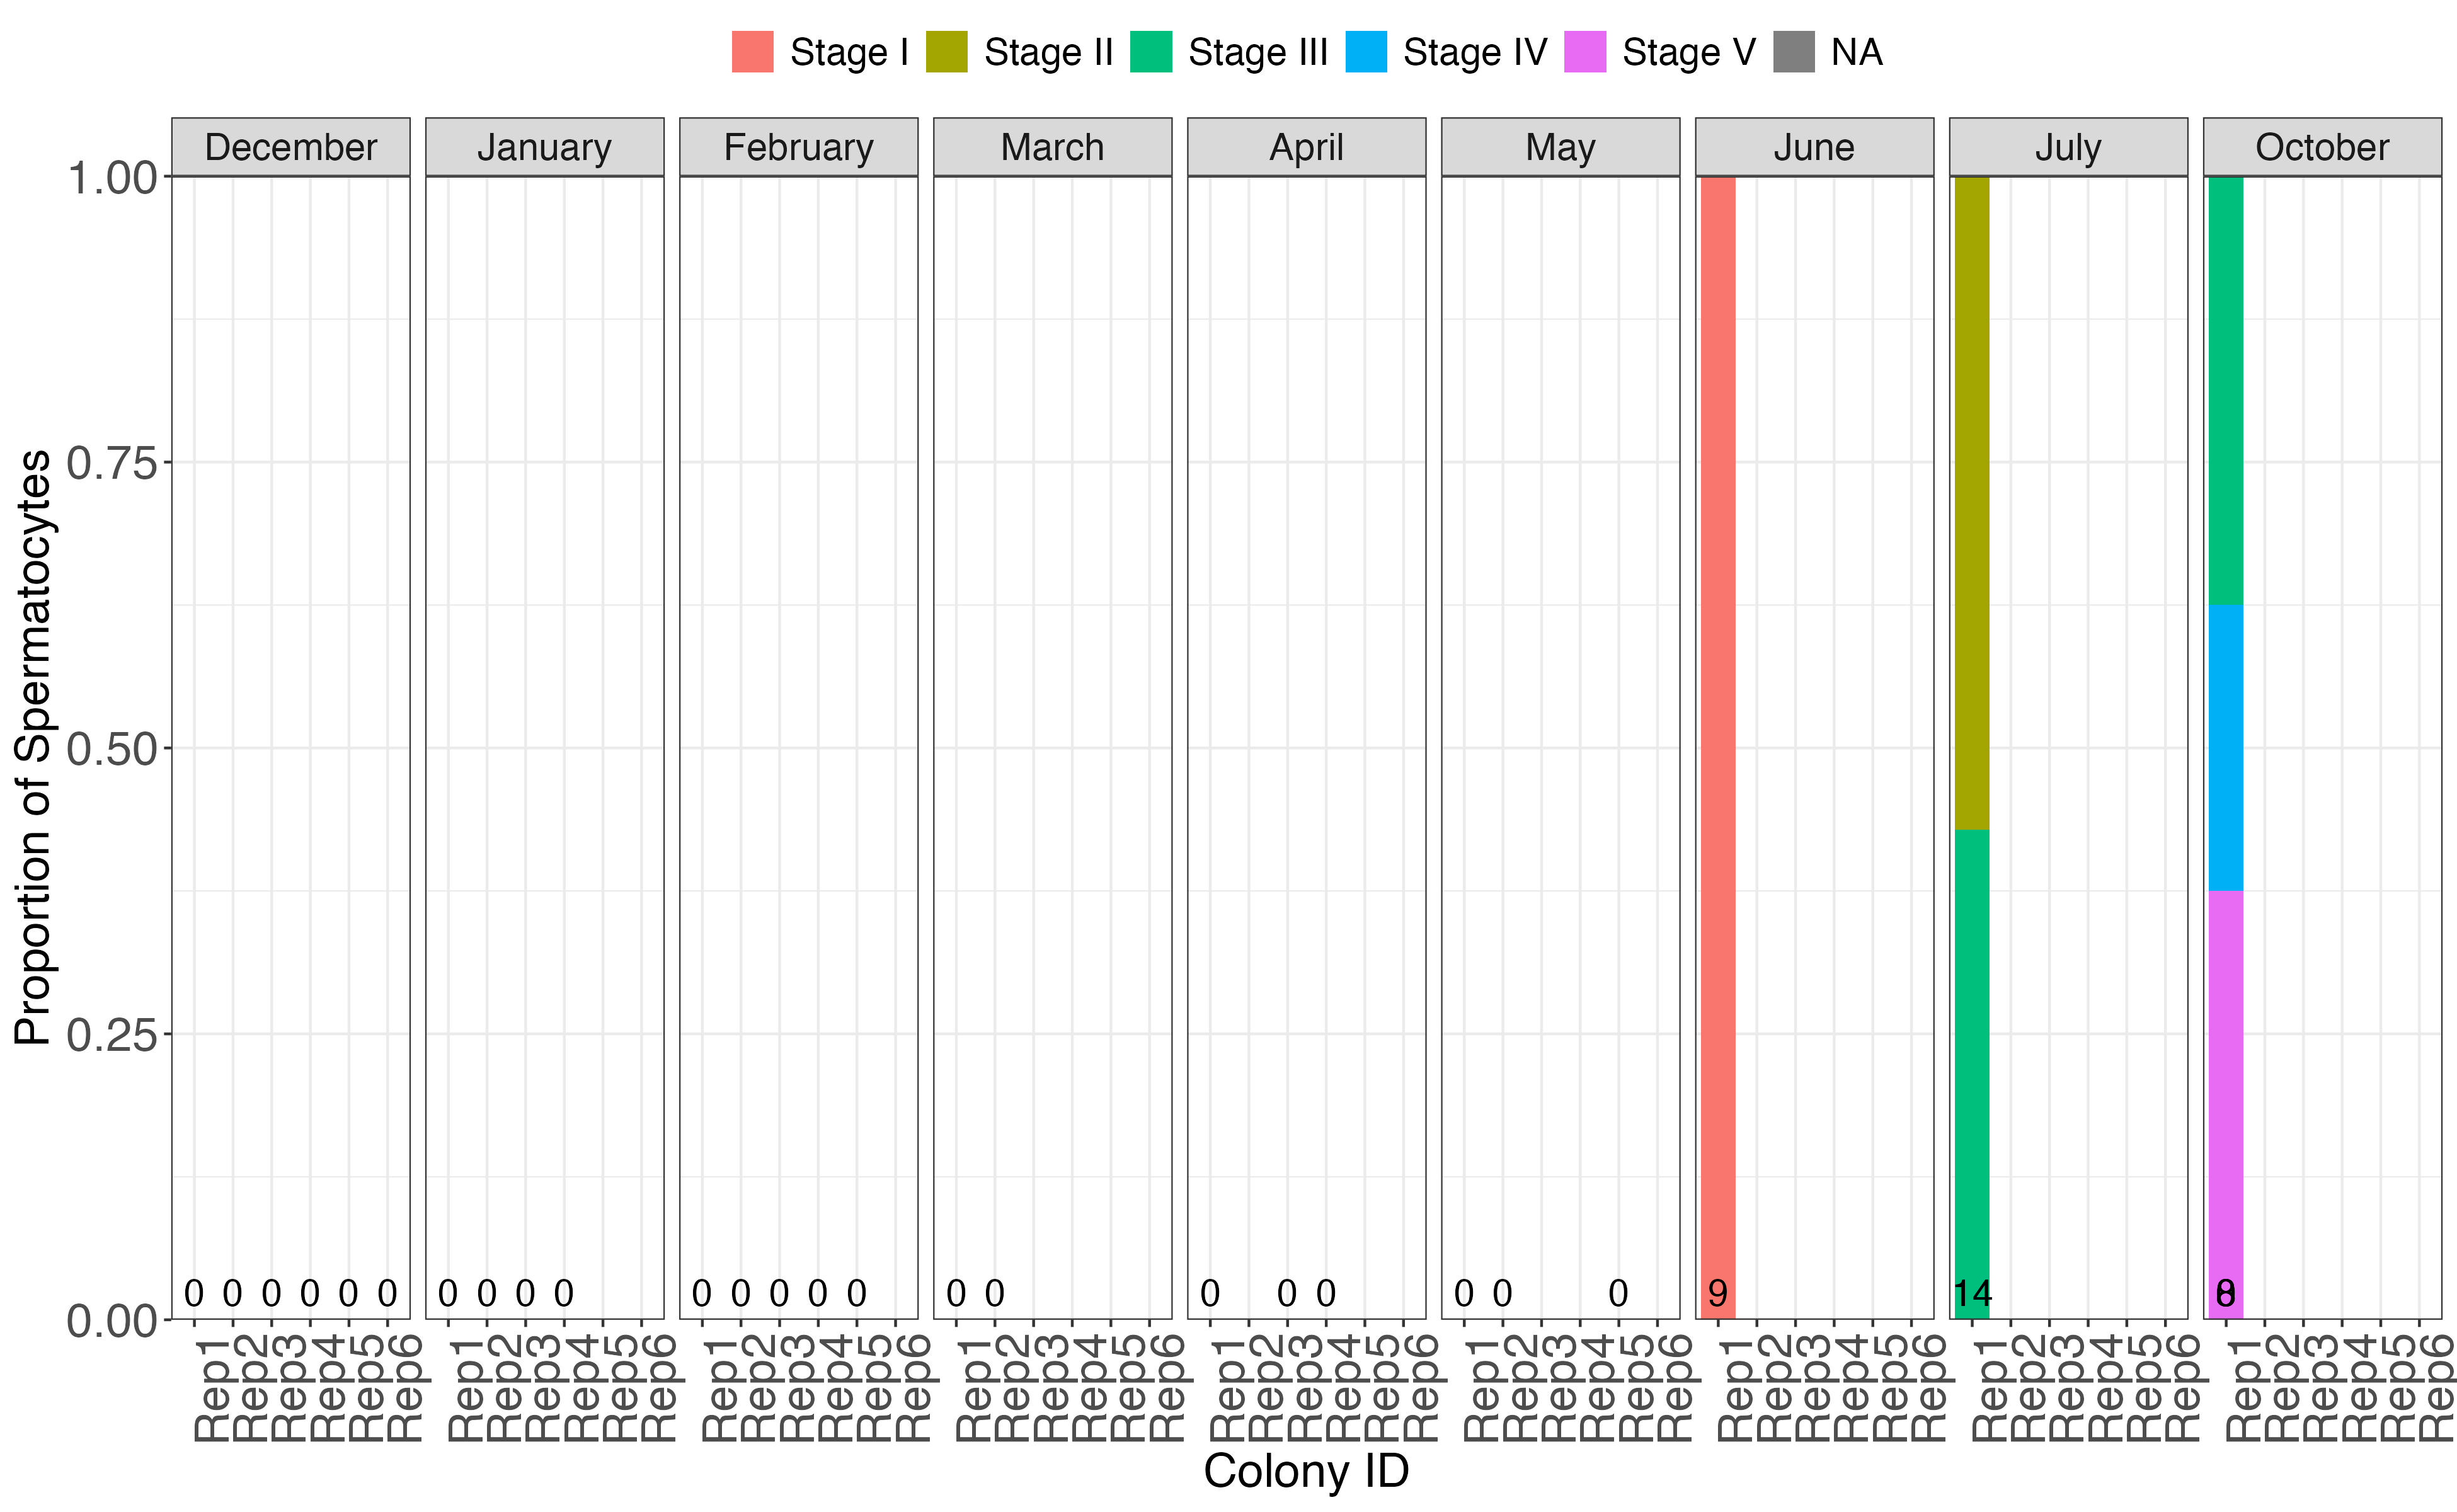 Stage I Stage II Stage III Stage IV Stage V NA
December January February March April May June July October
1.00
0.75
0.50
0.25
0.00
Proportion of Spermatocytes
0 0 0 0 0 0 0 0 0 0 0 0 0 0 0 0 0 0 0 0 0 0 0 9 14
Rep1 Rep2 Rep3 Rep4 Rep5 Rep6 Rep1 Rep2 Rep3 Rep4 Rep5 Rep6 Rep1 Rep2 Rep3 Rep4 Rep5 Rep6 Rep1 Rep2 Rep3 Rep4 Rep5 Rep6 Rep1 Rep2 Rep3 Rep4 Rep5 Rep6 Rep1 Rep2 Rep3 Rep4 Rep5 Rep6 Rep1 Rep2 Rep3 Rep4 Rep5 Rep6 Rep1 Rep2 Rep3 Rep4 Rep5 Rep6 Rep1 Rep2 Rep3 Rep4 Rep5 Rep6
Colony ID